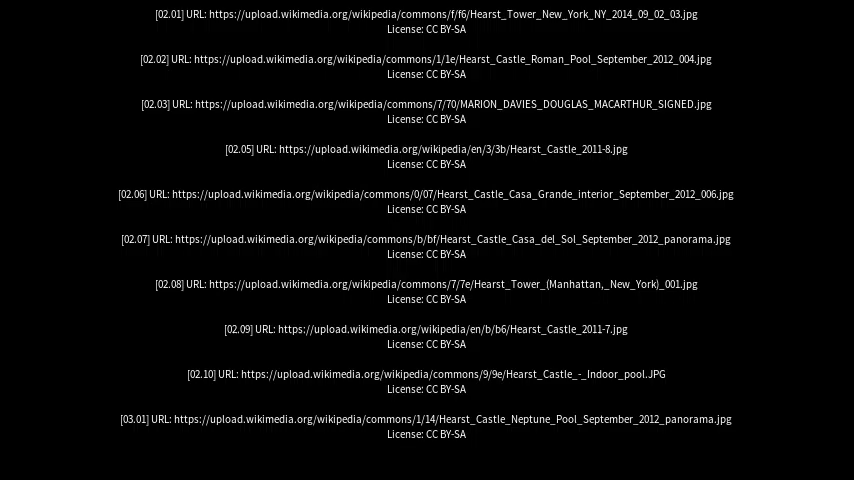 [02.01] URL: https://upload.wikimedia.org/wikipedia/commons/f/f6/Hearst_Tower_New_York_NY_2014_09_02_03.jpg
License: CC BY-SA
[02.02] URL: https://upload.wikimedia.org/wikipedia/commons/1/1e/Hearst_Castle_Roman_Pool_September_2012_004.jpg
License: CC BY-SA
[02.03] URL: https://upload.wikimedia.org/wikipedia/commons/7/70/MARION_DAVIES_DOUGLAS_MACARTHUR_SIGNED.jpg
License: CC BY-SA
[02.05] URL: https://upload.wikimedia.org/wikipedia/en/3/3b/Hearst_Castle_2011-8.jpg
License: CC BY-SA
[02.06] URL: https://upload.wikimedia.org/wikipedia/commons/0/07/Hearst_Castle_Casa_Grande_interior_September_2012_006.jpg
License: CC BY-SA
[02.07] URL: https://upload.wikimedia.org/wikipedia/commons/b/bf/Hearst_Castle_Casa_del_Sol_September_2012_panorama.jpg
License: CC BY-SA
[02.08] URL: https://upload.wikimedia.org/wikipedia/commons/7/7e/Hearst_Tower_(Manhattan,_New_York)_001.jpg
License: CC BY-SA
[02.09] URL: https://upload.wikimedia.org/wikipedia/en/b/b6/Hearst_Castle_2011-7.jpg
License: CC BY-SA
[02.10] URL: https://upload.wikimedia.org/wikipedia/commons/9/9e/Hearst_Castle_-_Indoor_pool.JPG
License: CC BY-SA
[03.01] URL: https://upload.wikimedia.org/wikipedia/commons/1/14/Hearst_Castle_Neptune_Pool_September_2012_panorama.jpg
License: CC BY-SA